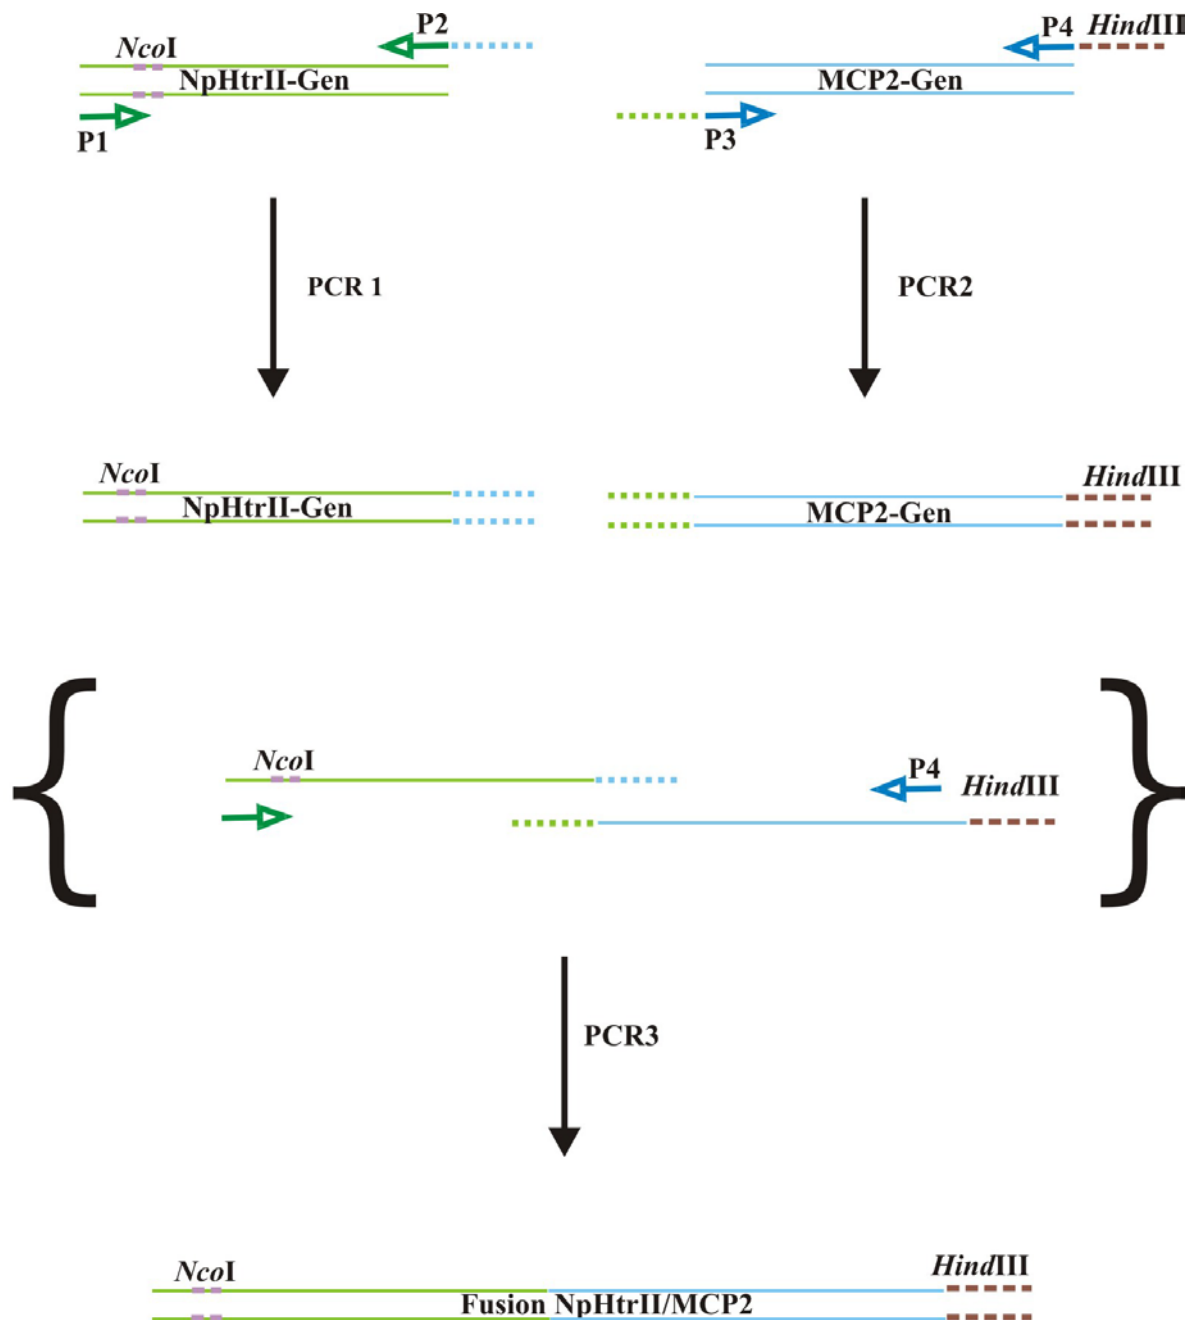 P2
NcoI
NpHtrII-Gen
P1
P4
HindIII
MCP2-Gen
P3
PCR 1
PCR2
NcoI
NpHtrII-Gen
HindIII
MCP2-Gen
NcoI
P4
HindIII
PCR3
NcoI
HindIII
Fusion NpHtrII/MCP2